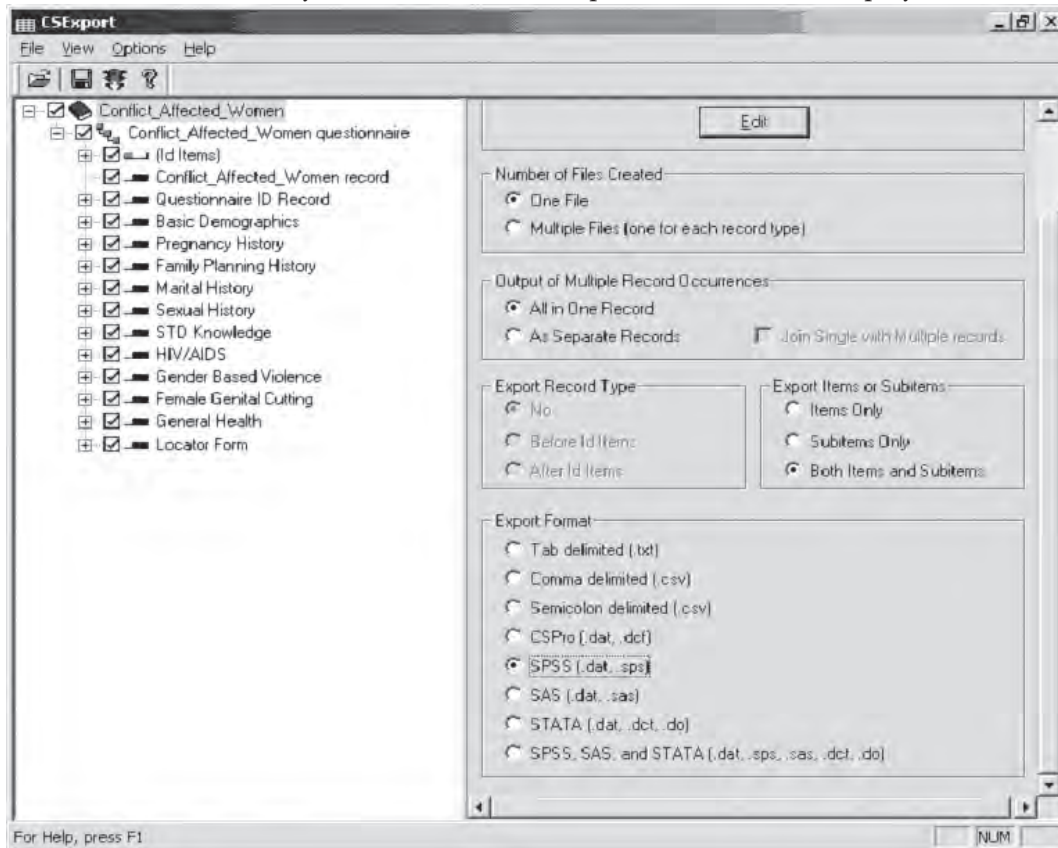 CSExport
File View Options Help
Conflict_Affected_Women
Conflict_Affected_Women questionnaire
(Id Items)
Conflict_Affected_Women record
Questionnaire ID Record
Basic Demographics
Pregnancy History
Family Planning History
Marital History
Sexual History
STD Knowledge
HIV/AIDS
Gender Based Violence
Female Genital Cutting
General Health
Locator Form
Edit
Number of Files Created
One File
Multiple Files (one for each record type)
Output of Multiple Record Occurrences
All in One Record
As Separate Records
Join Single with Multiple records
Export Record Type
No
Before Id Items
After Id Items
Export Items or Subitems
Items Only
Subitems Only
Both Items and Subitems
Export Format
Tab delimited (.txt)
Comma delimited (.csv)
Semicolon delimited (.csv)
CSPro (.dat, .dcf)
SPSS (.dat, .sps)
SAS (.dat, .sas)
STATA (.dat, .dct, .do)
SPSS, SAS, and STATA (.dat, .sps, .sas, .dct, .do)
For Help, press F1
NUM